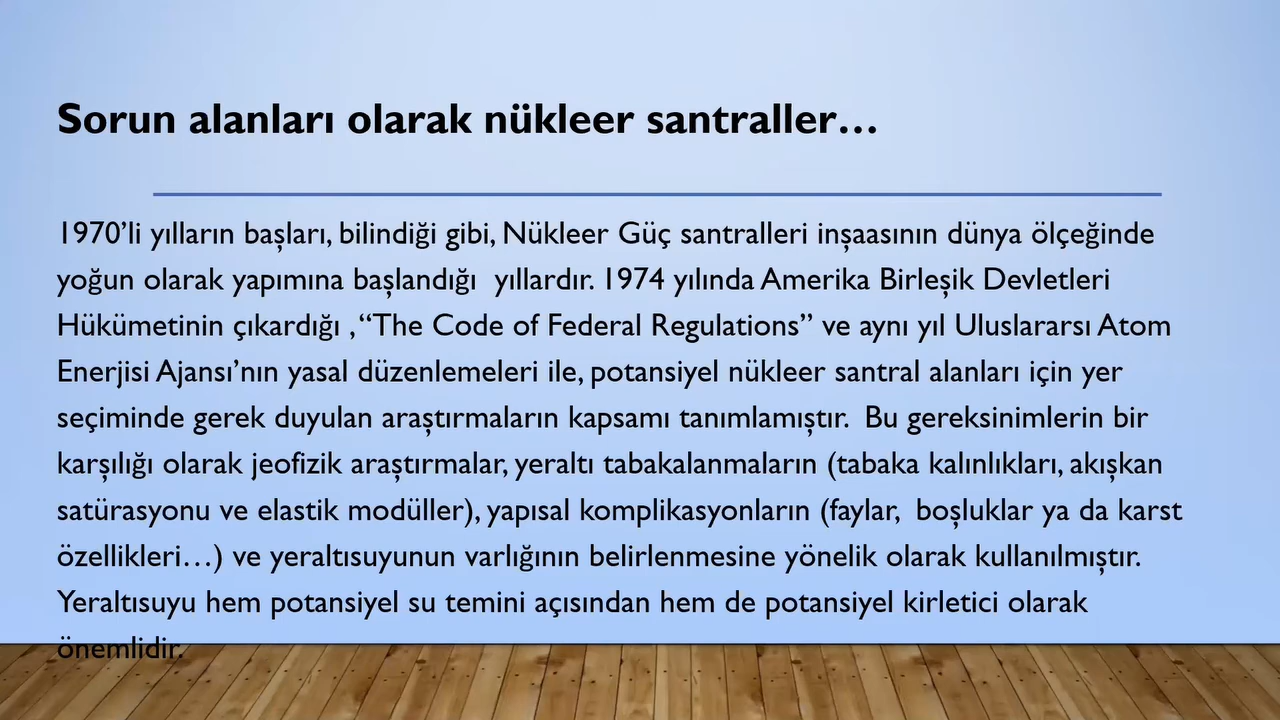 Sorun alanları olarak nükleer santraller…
1970’li yılların başları, bilindiği gibi, Nükleer Güç santralleri inşaasının dünya ölçeğinde
yoğun olarak yapımına başlandığı  yıllardır. 1974 yılında Amerika Birleşik Devletleri
Hükümetinin çıkardığı , “The Code of Federal Regulations” ve aynı yıl Uluslararsı Atom
Enerjisi Ajansı’nın yasal düzenlemeleri ile, potansiyel nükleer santral alanları için yer
seçiminde gerek duyulan araştırmaların kapsamı tanımlamıştır.  Bu gereksinimlerin bir
karşılığı olarak jeofizik araştırmalar, yeraltı tabakalanmaların (tabaka kalınlıkları, akışkan
satürasyonu ve elastik modüller), yapısal komplikasyonların (faylar,  boşluklar ya da karst
özellikleri…) ve yeraltısuyunun varlığının belirlenmesine yönelik olarak kullanılmıştır.
Yeraltısuyu hem potansiyel su temini açısından hem de potansiyel kirletici olarak
önemlidir.